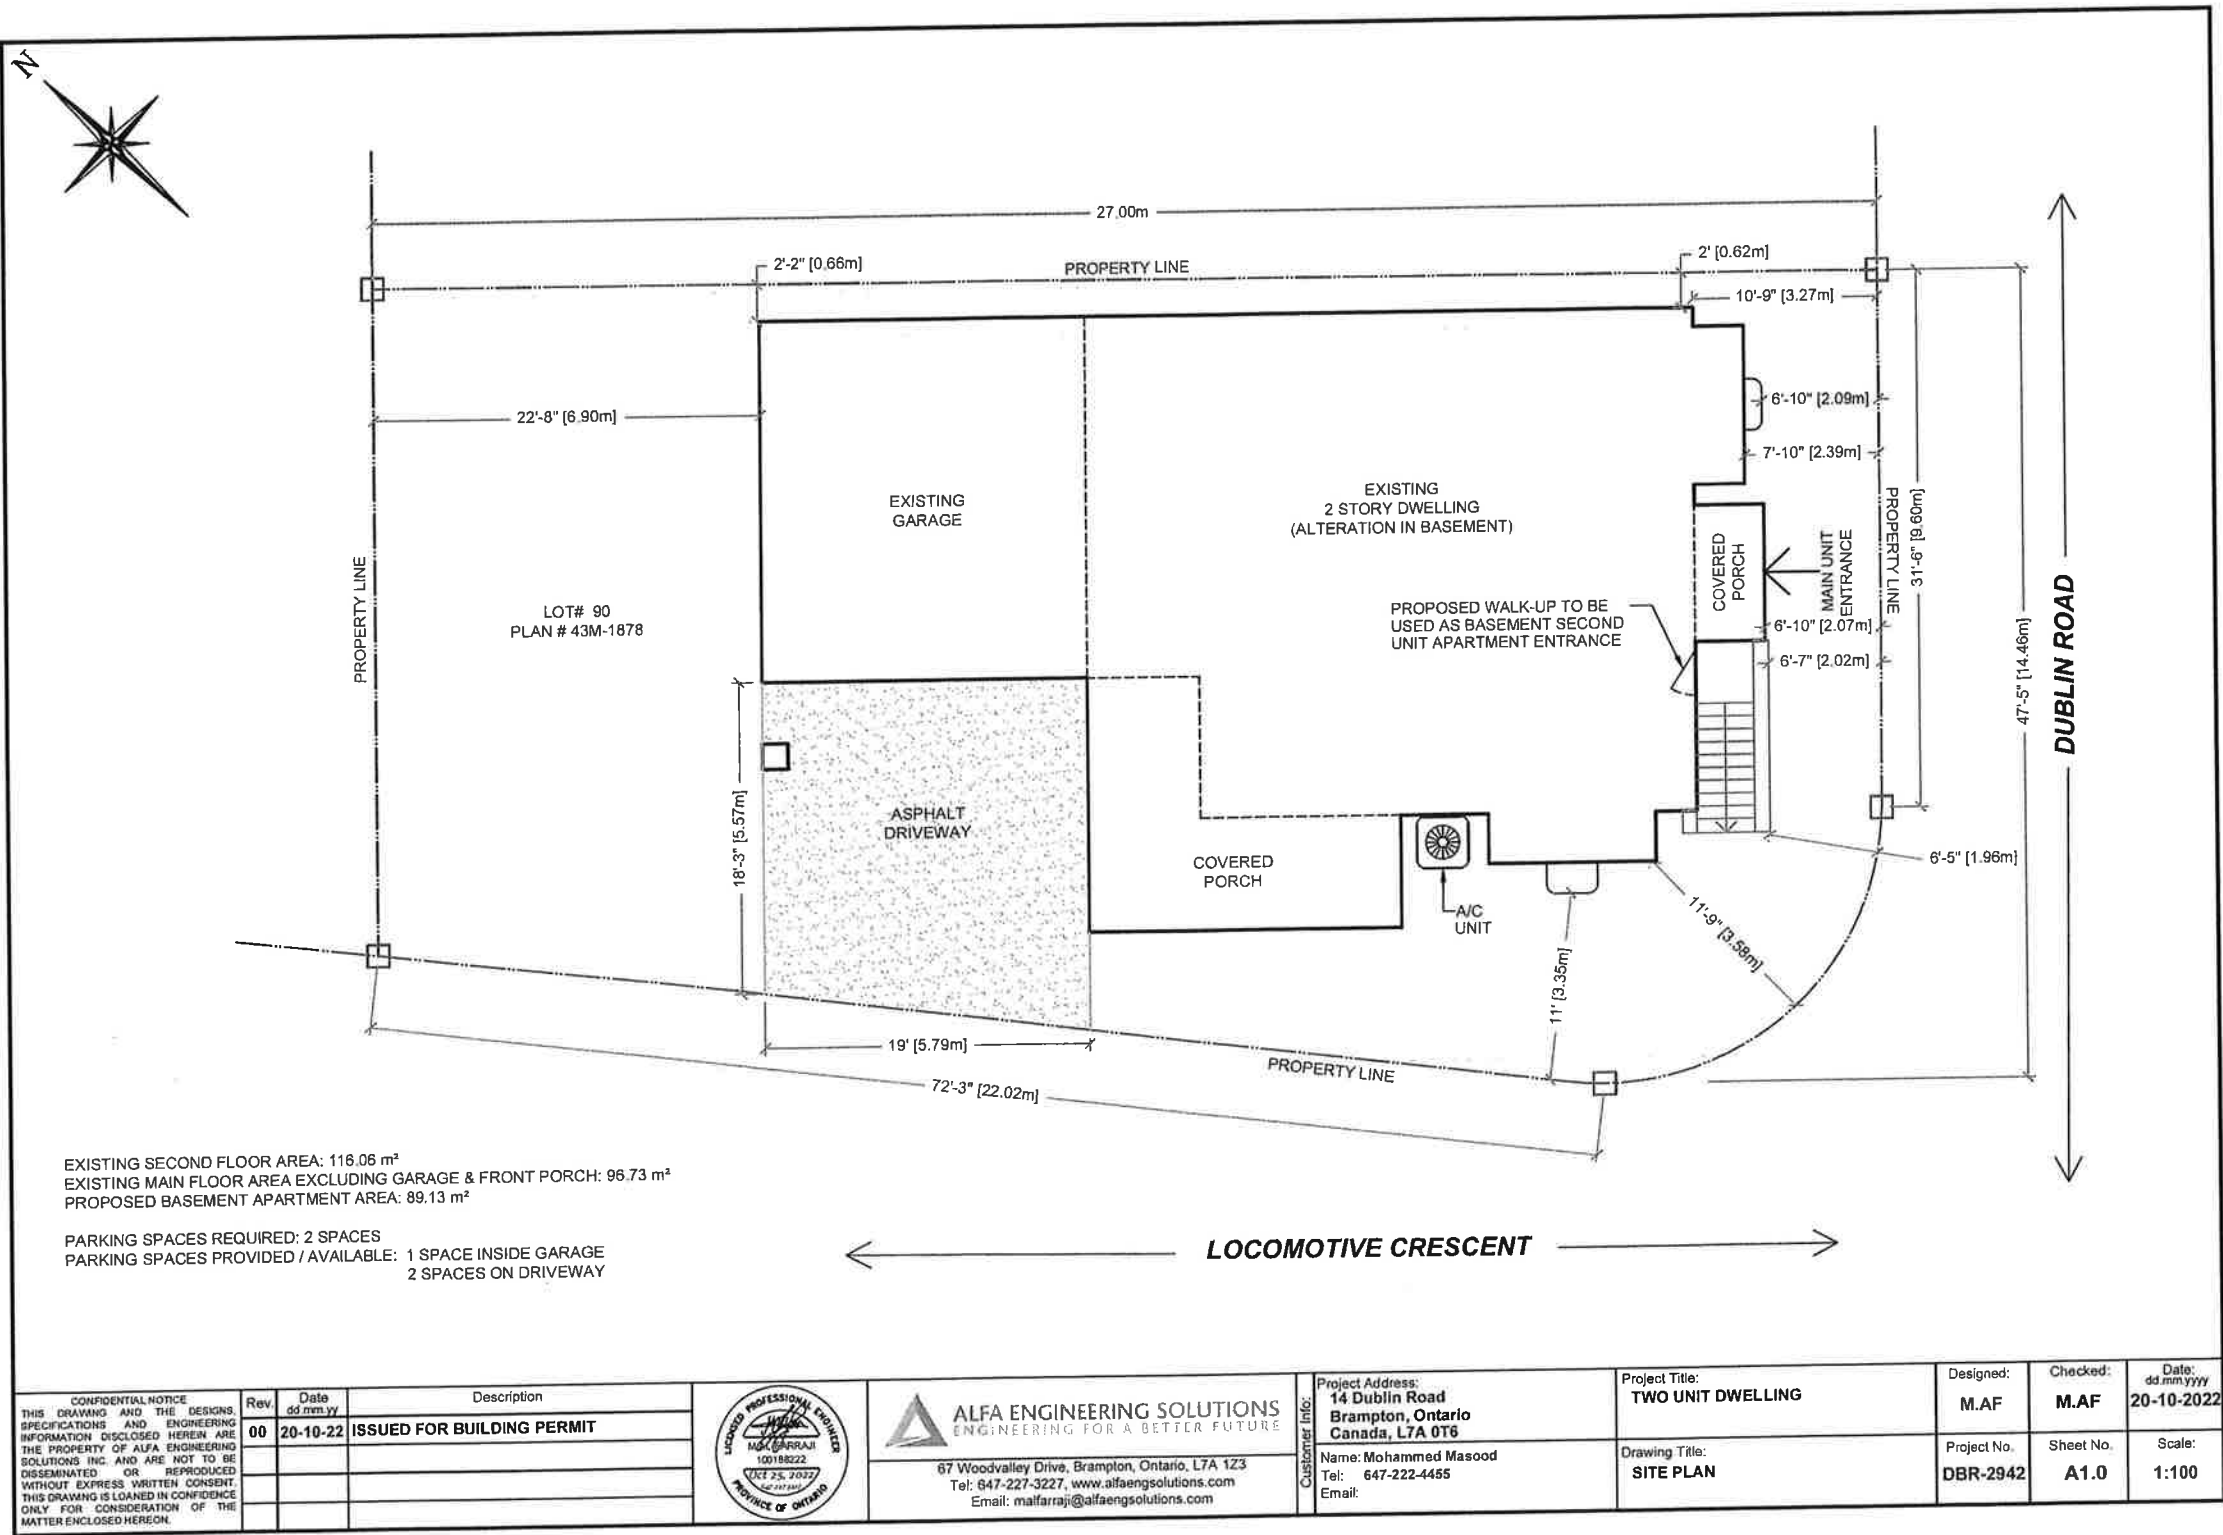 N
27.00m
2'-2" [0.66m]
PROPERTY LINE
2' [0.62m]
10'-9" [3.27m]
22'-8" [6.90m]
6'-10" [2.09m]
7'-10" [2.39m]
EXISTING
GARAGE
EXISTING
2 STORY DWELLING
(ALTERATION IN BASEMENT)
COVERED
PORCH
MAIN UNIT
ENTRANCE
PROPERTY LINE
31'-6" [9.60m]
47'-5" [14.46m]
DUBLIN ROAD
PROPERTY LINE
LOT# 90
PLAN # 43M-1878
PROPOSED WALK-UP TO BE
USED AS BASEMENT SECOND
UNIT APARTMENT ENTRANCE
6'-10" [2.07m]
6'-7" [2.02m]
18'-3" [5.57m]
ASPHALT
DRIVEWAY
COVERED
PORCH
A/C
UNIT
6'-5" [1.96m]
11'-9" [3.58m]
11' [3.35m]
19' [5.79m]
PROPERTY LINE
72'-3" [22.02m]
EXISTING SECOND FLOOR AREA: 116.06 m²
EXISTING MAIN FLOOR AREA EXCLUDING GARAGE & FRONT PORCH: 96.73 m²
PROPOSED BASEMENT APARTMENT AREA: 89.13 m²
PARKING SPACES REQUIRED: 2 SPACES
PARKING SPACES PROVIDED / AVAILABLE: 1 SPACE INSIDE GARAGE
2 SPACES ON DRIVEWAY
LOCOMOTIVE CRESCENT
CONFIDENTIAL NOTICE
THIS DRAWING AND THE DESIGNS,
SPECIFICATIONS AND ENGINEERING
INFORMATION DISCLOSED HEREIN ARE
THE PROPERTY OF ALFA ENGINEERING
SOLUTIONS INC. AND ARE NOT TO BE
DISSEMINATED OR REPRODUCED
WITHOUT EXPRESS WRITTEN CONSENT.
THIS DRAWING IS LOANED IN CONFIDENCE
ONLY FOR CONSIDERATION OF THE
MATTER ENCLOSED HEREON.
Rev.
Date
dd.mm.yy
Description
00 20-10-22 ISSUED FOR BUILDING PERMIT
LICENSED PROFESSIONAL ENGINEER
100188222
Oct 25, 2022
PROVINCE OF ONTARIO
ALFA ENGINEERING SOLUTIONS
ENGINEERING FOR A BETTER FUTURE
67 Woodvalley Drive, Brampton, Ontario, L7A 1Z3
Tel: 647-227-3227, www.alfaengsolutions.com
Email: malfarraji@alfaengsolutions.com
Customer Info:
Project Address:
14 Dublin Road
Brampton, Ontario
Canada, L7A 0T6
Name: Mohammed Masood
Tel: 647-222-4455
Email:
Project Title:
TWO UNIT DWELLING
Drawing Title:
SITE PLAN
Designed:
M.AF
Checked:
M.AF
Date:
dd.mm.yyyy
20-10-2022
Project No.
DBR-2942
Sheet No.
A1.0
Scale:
1:100